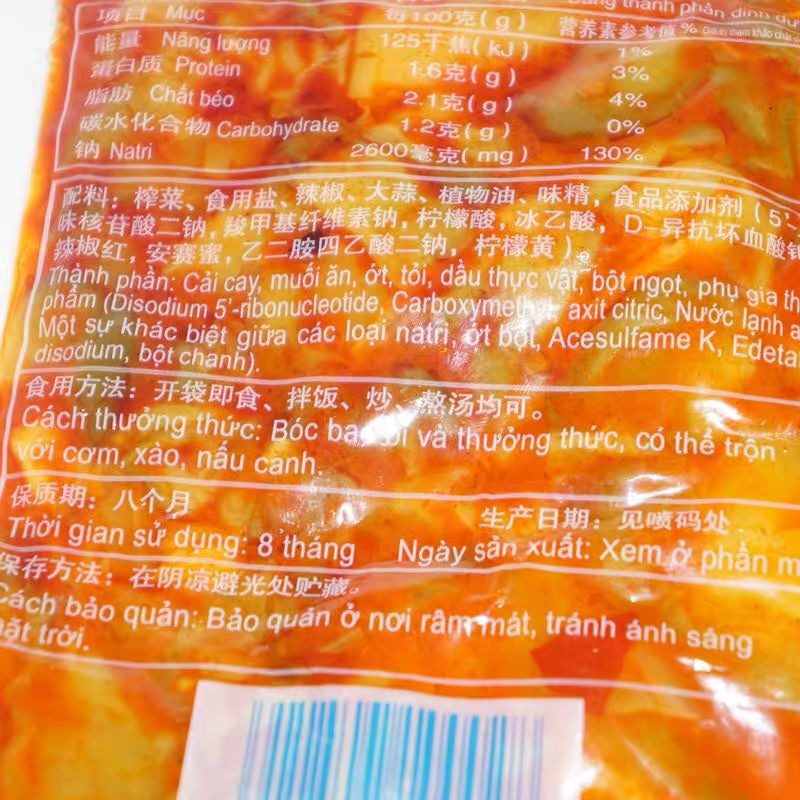 thành phần dinh
项目 Mục 每100克(g) 营养素参考值%
能量 Năng lượng 125千焦(kJ) 1%
蛋白质 Protein 1.6克(g) 3%
脂肪 Chất béo 2.1克(g) 4%
碳水化合物 Carbohydrate 1.2克(g) 0%
钠 Natri 2600毫克(mg) 130%
配料：榨菜、食用盐、辣椒、大蒜、植物油、味精，食品添加剂（5'-
味核苷酸二钠，羧甲基纤维素钠，柠檬酸，冰乙酸，D-异抗坏血酸钠
辣椒红，安赛蜜，乙二胺四乙酸二钠，柠檬黄）。
Thành phần: Cải cay, muối ăn, ớt, tỏi, dầu thực vật, bột ngọt, phụ gia th
phẩm (Disodium 5'-ribonucleotide, Carboxymethyl, axit citric, Nước lạnh a
Một sự khác biệt giữa các loại natri, ớt bột, Acesulfame K, Edeta
disodium, bột chanh).
食用方法：开袋即食、拌饭、炒、熬汤均可。
Cách thưởng thức: Bóc bao bì và thưởng thức, có thể trộn
với cơm, xào, nấu canh.
保质期：八个月 生产日期：见喷码处
Thời gian sử dụng: 8 tháng Ngày sản xuất: Xem ở phần m
保存方法：在阴凉避光处贮藏。
Cách bảo quản: Bảo quản ở nơi râm mát, tránh ánh sáng
mặt trời.